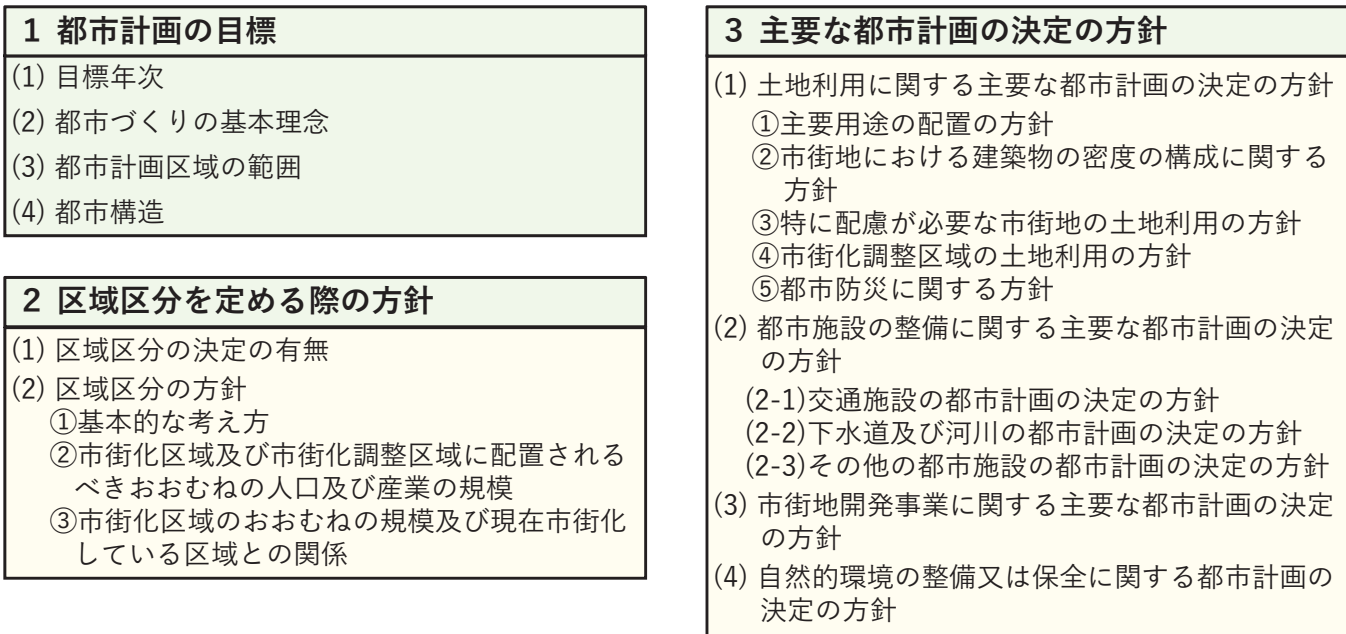 1 都市計画の目標
(1) 目標年次
(2) 都市づくりの基本理念
(3) 都市計画区域の範囲
(4) 都市構造
2 区域区分を定める際の方針
(1) 区域区分の決定の有無
(2) 区域区分の方針
①基本的な考え方
②市街化区域及び市街化調整区域に配置される
べきおおむねの人口及び産業の規模
③市街化区域のおおむねの規模及び現在市街化
している区域との関係
3 主要な都市計画の決定の方針
(1) 土地利用に関する主要な都市計画の決定の方針
①主要用途の配置の方針
②市街地における建築物の密度の構成に関する
方針
③特に配慮が必要な市街地の土地利用の方針
④市街化調整区域の土地利用の方針
⑤都市防災に関する方針
(2) 都市施設の整備に関する主要な都市計画の決定
の方針
(2-1)交通施設の都市計画の決定の方針
(2-2)下水道及び河川の都市計画の決定の方針
(2-3)その他の都市施設の都市計画の決定の方針
(3) 市街地開発事業に関する主要な都市計画の決定
の方針
(4) 自然的環境の整備又は保全に関する都市計画の
決定の方針